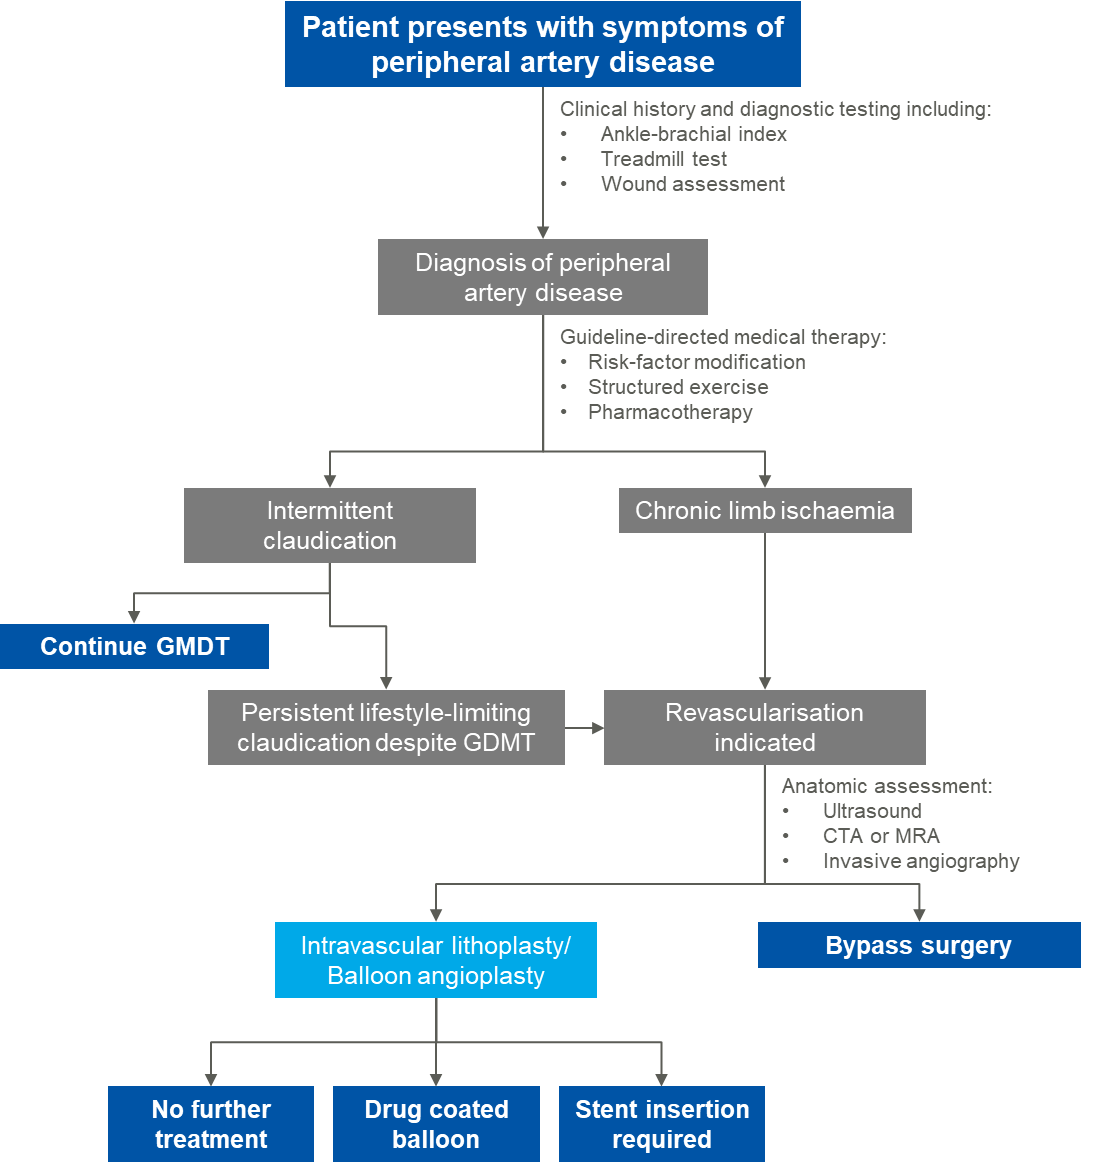 Patient presents with symptoms of
peripheral artery disease
Clinical history and diagnostic testing including:
• Ankle-brachial index
• Treadmill test
• Wound assessment
Diagnosis of peripheral
artery disease
Guideline-directed medical therapy:
• Risk-factor modification
• Structured exercise
• Pharmacotherapy
Intermittent
claudication
Chronic limb ischaemia
Continue GMDT
Persistent lifestyle-limiting
claudication despite GDMT
Revascularisation
indicated
Anatomic assessment:
• Ultrasound
• CTA or MRA
• Invasive angiography
Intravascular lithoplasty/
Balloon angioplasty
Bypass surgery
No further
treatment
Drug coated
balloon
Stent insertion
required